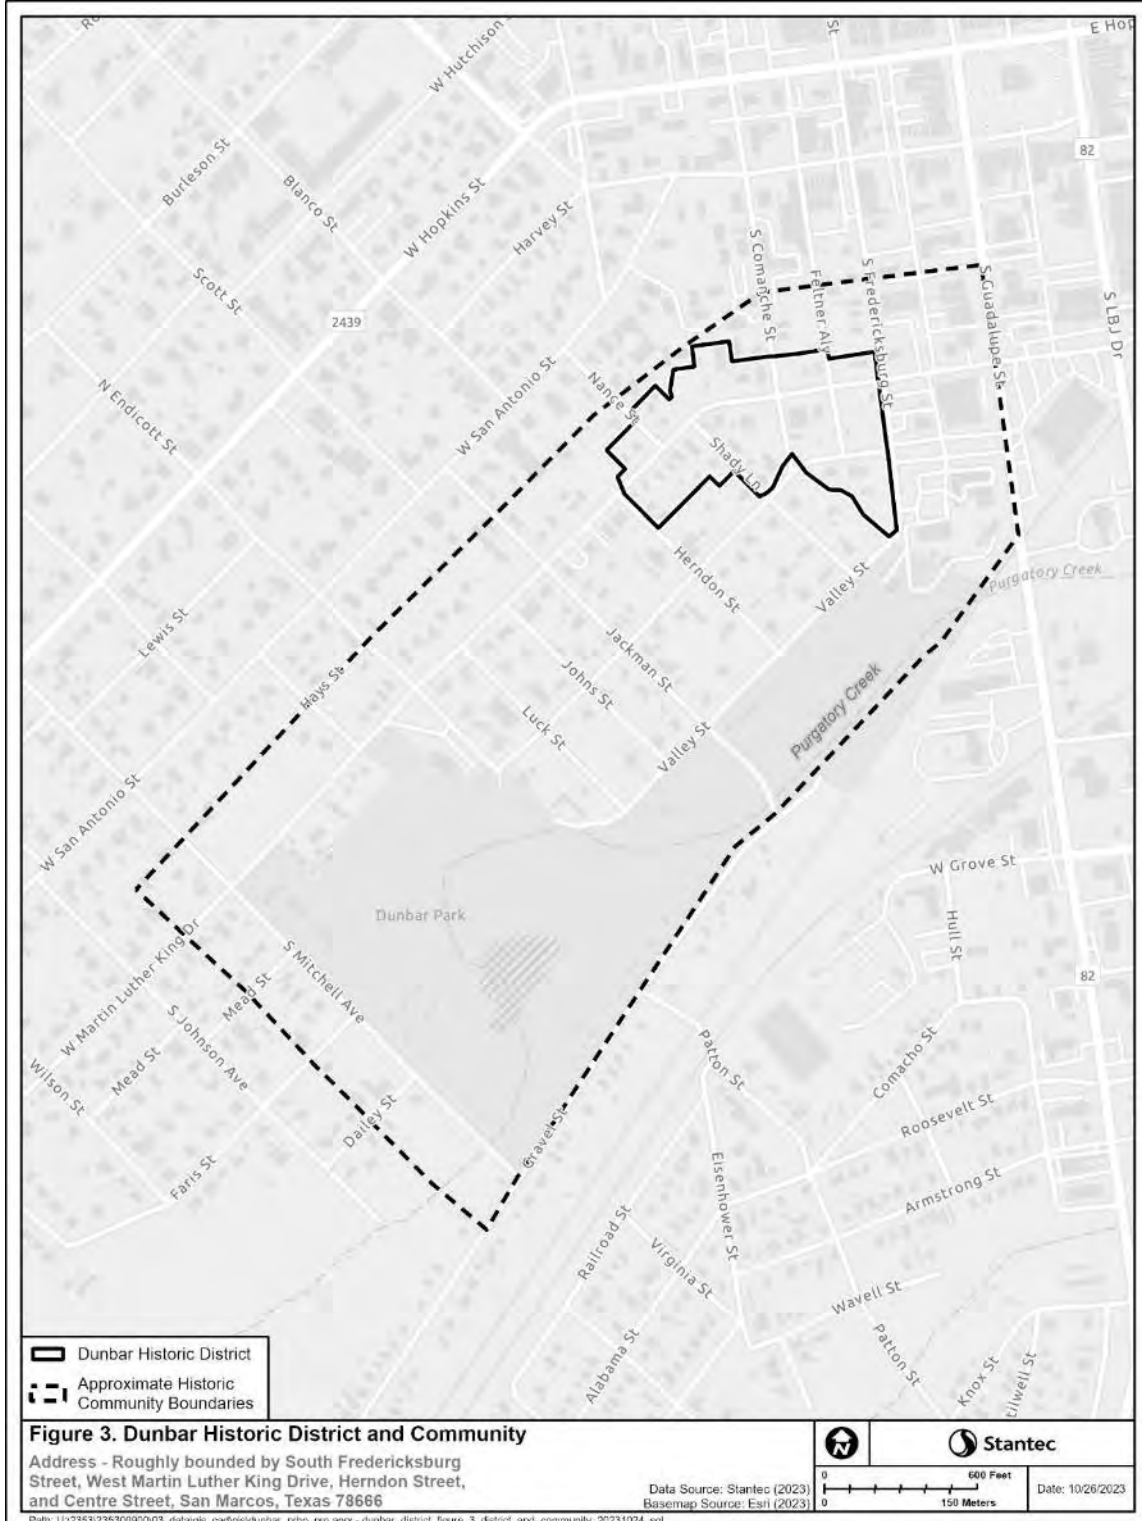 Ro
W Hutchison
St
E Hop
82
Burleson St
Blanco St
W Hopkins St
Harvey St
Scott St
2439
S Comanche St
Feltner Aly
S Fredericksburg St
S Guadalupe St
S LBJ Dr
N Endicott St
W San Antonio St
Nance St
Shady Ln
Herndon St
Valley St
Purgatory Creek
Lewis St
Hays St
Jackman St
Johns St
Luck St
Valley St
Purgatory Creek
W San Antonio St
W Grove St
Dunbar Park
Hull St
82
S Mitchell Ave
W Martin Luther King Dr
Mead St
S Johnson Ave
Mead St
Wilson St
Patton St
Comacho St
Dailey St
Roosevelt St
Gravel St
Faris St
Eisenhower St
Armstrong St
Railroad St
Virginia St
Wavell St
Alabama St
Patton St
Knox St
tilwell St
Dunbar Historic District
Approximate Historic
Community Boundaries
Figure 3. Dunbar Historic District and Community
Address - Roughly bounded by South Fredericksburg
Street, West Martin Luther King Drive, Herndon Street,
and Centre Street, San Marcos, Texas 78666
Data Source: Stantec (2023)
Basemap Source: Esri (2023)
N
Stantec
0 600 Feet
0 150 Meters
Date: 10/26/2023